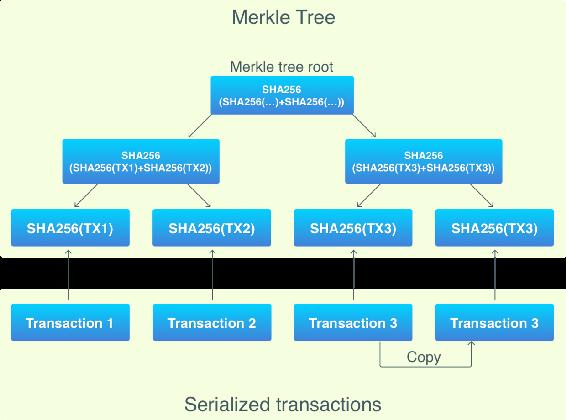 Merkle Tree
Merkle tree root
SHA256
(SHA256(...)+SHA256(...))
SHA256
(SHA256(TX1)+SHA256(TX2))
SHA256
(SHA256(TX3)+SHA256(TX3))
SHA256(TX1)
SHA256(TX2)
SHA256(TX3)
SHA256(TX3)
Transaction 1
Transaction 2
Transaction 3
Transaction 3
Copy
Serialized transactions